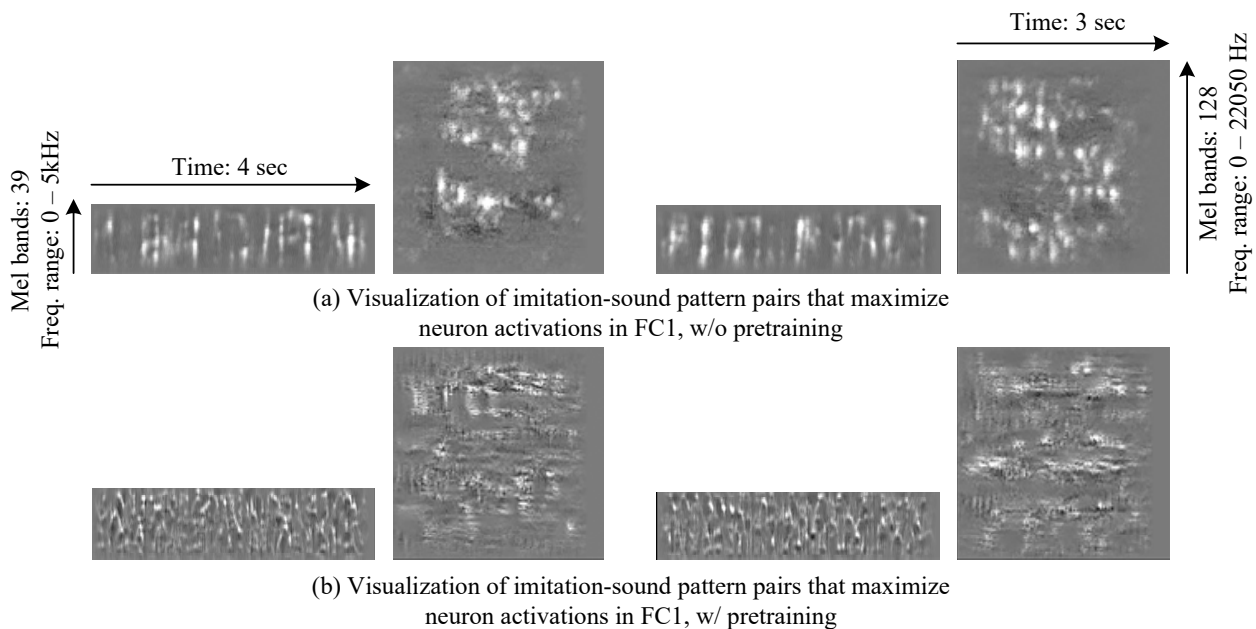 Time: 3 sec
Mel bands: 128
Freq. range: 0 – 22050 Hz
Time: 4 sec
Mel bands: 39
Freq. range: 0 – 5kHz
(a) Visualization of imitation-sound pattern pairs that maximize
neuron activations in FC1, w/o pretraining
(b) Visualization of imitation-sound pattern pairs that maximize
neuron activations in FC1, w/ pretraining